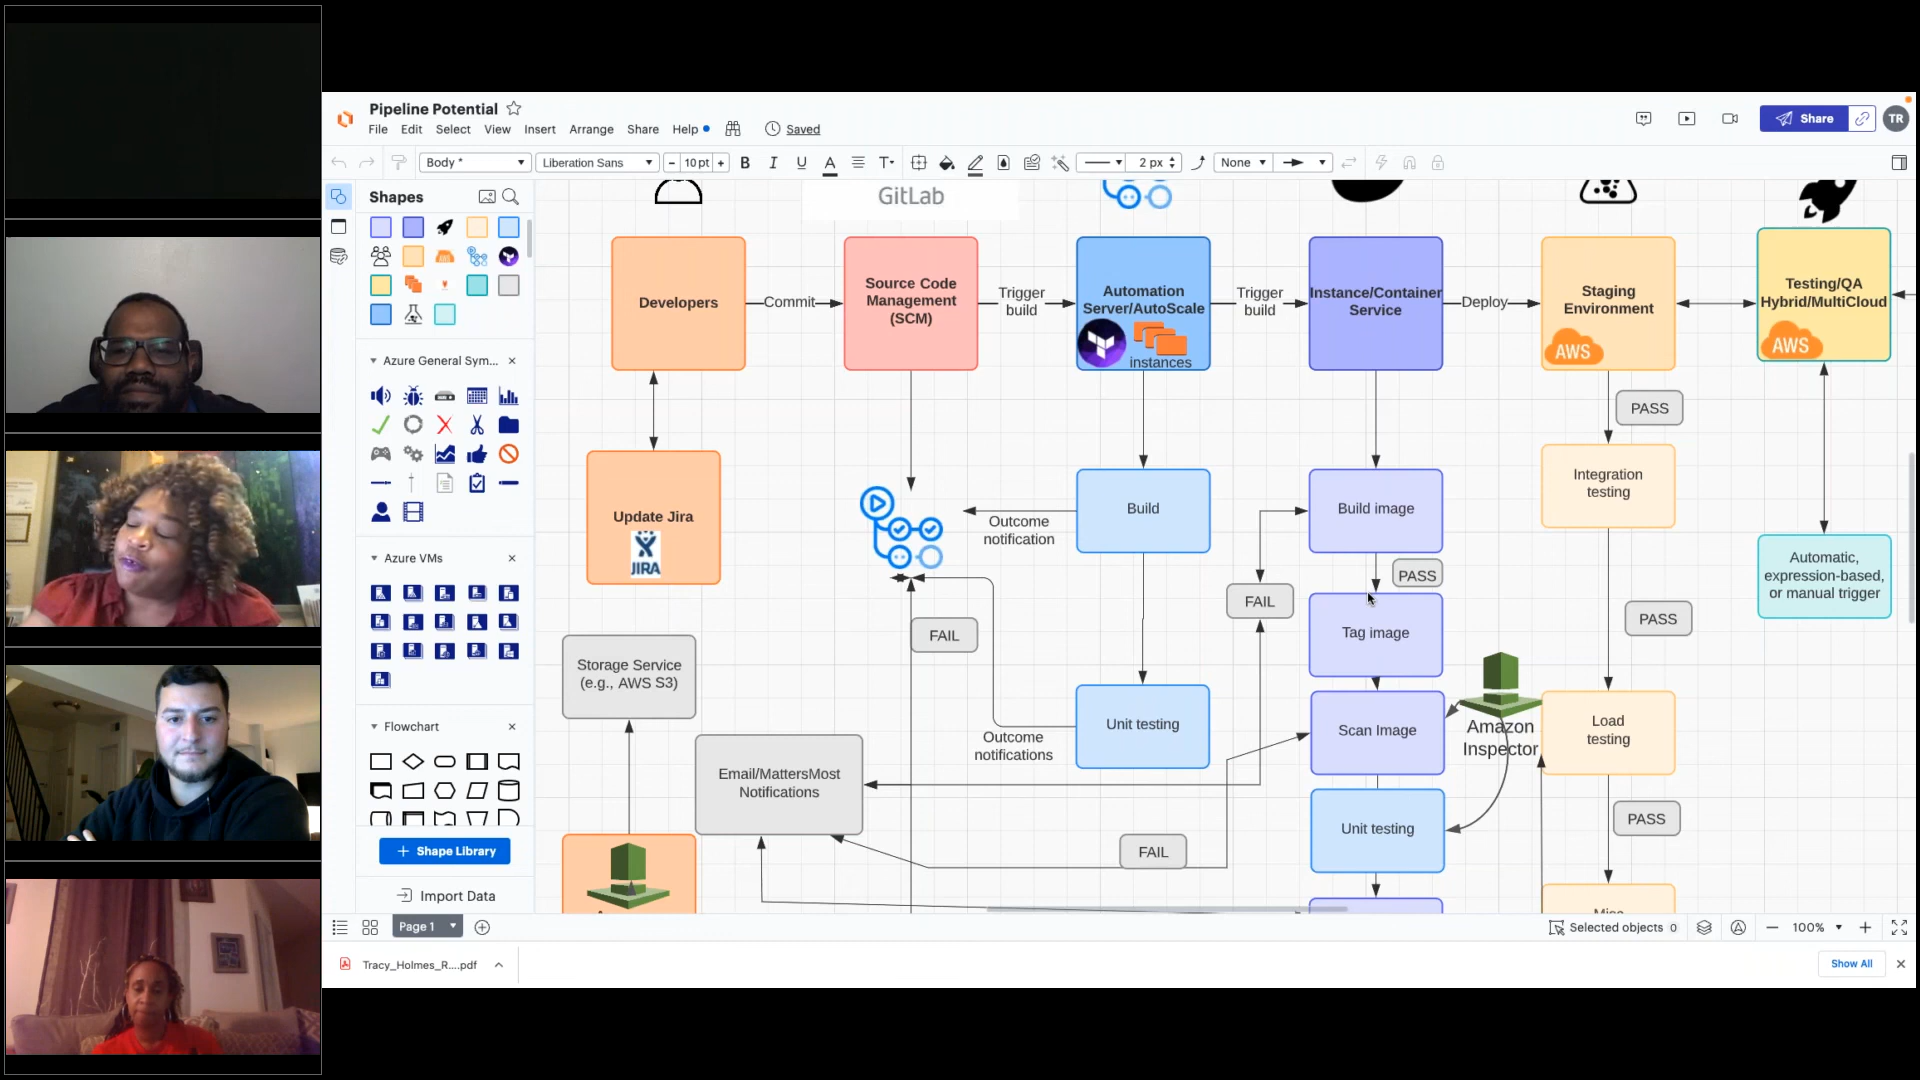 Pipeline Potential
File Edit Select View Insert Arrange Share Help Saved
Share
TR
Body *
Liberation Sans
10 pt
B I U A T
2 px
None
Shapes
Azure General Sym...
Azure VMs
Flowchart
+ Shape Library
Import Data
GitLab
Developers
Commit
Source Code
Management
(SCM)
Trigger
build
Automation
Server/AutoScale
instances
Trigger
build
Instance/Container
Service
Deploy
Staging
Environment
AWS
Testing/QA
Hybrid/MultiCloud
AWS
PASS
Update Jira
JIRA
Outcome
notification
Build
Build image
Integration
testing
Automatic,
expression-based,
or manual trigger
PASS
FAIL
FAIL
Tag image
PASS
Storage Service
(e.g., AWS S3)
Outcome
notifications
Unit testing
Scan Image
Amazon
Inspector
Load
testing
Email/MattersMost
Notifications
FAIL
Unit testing
PASS
Page 1
Selected objects 0
100%
Tracy_Holmes_R....pdf
Show All